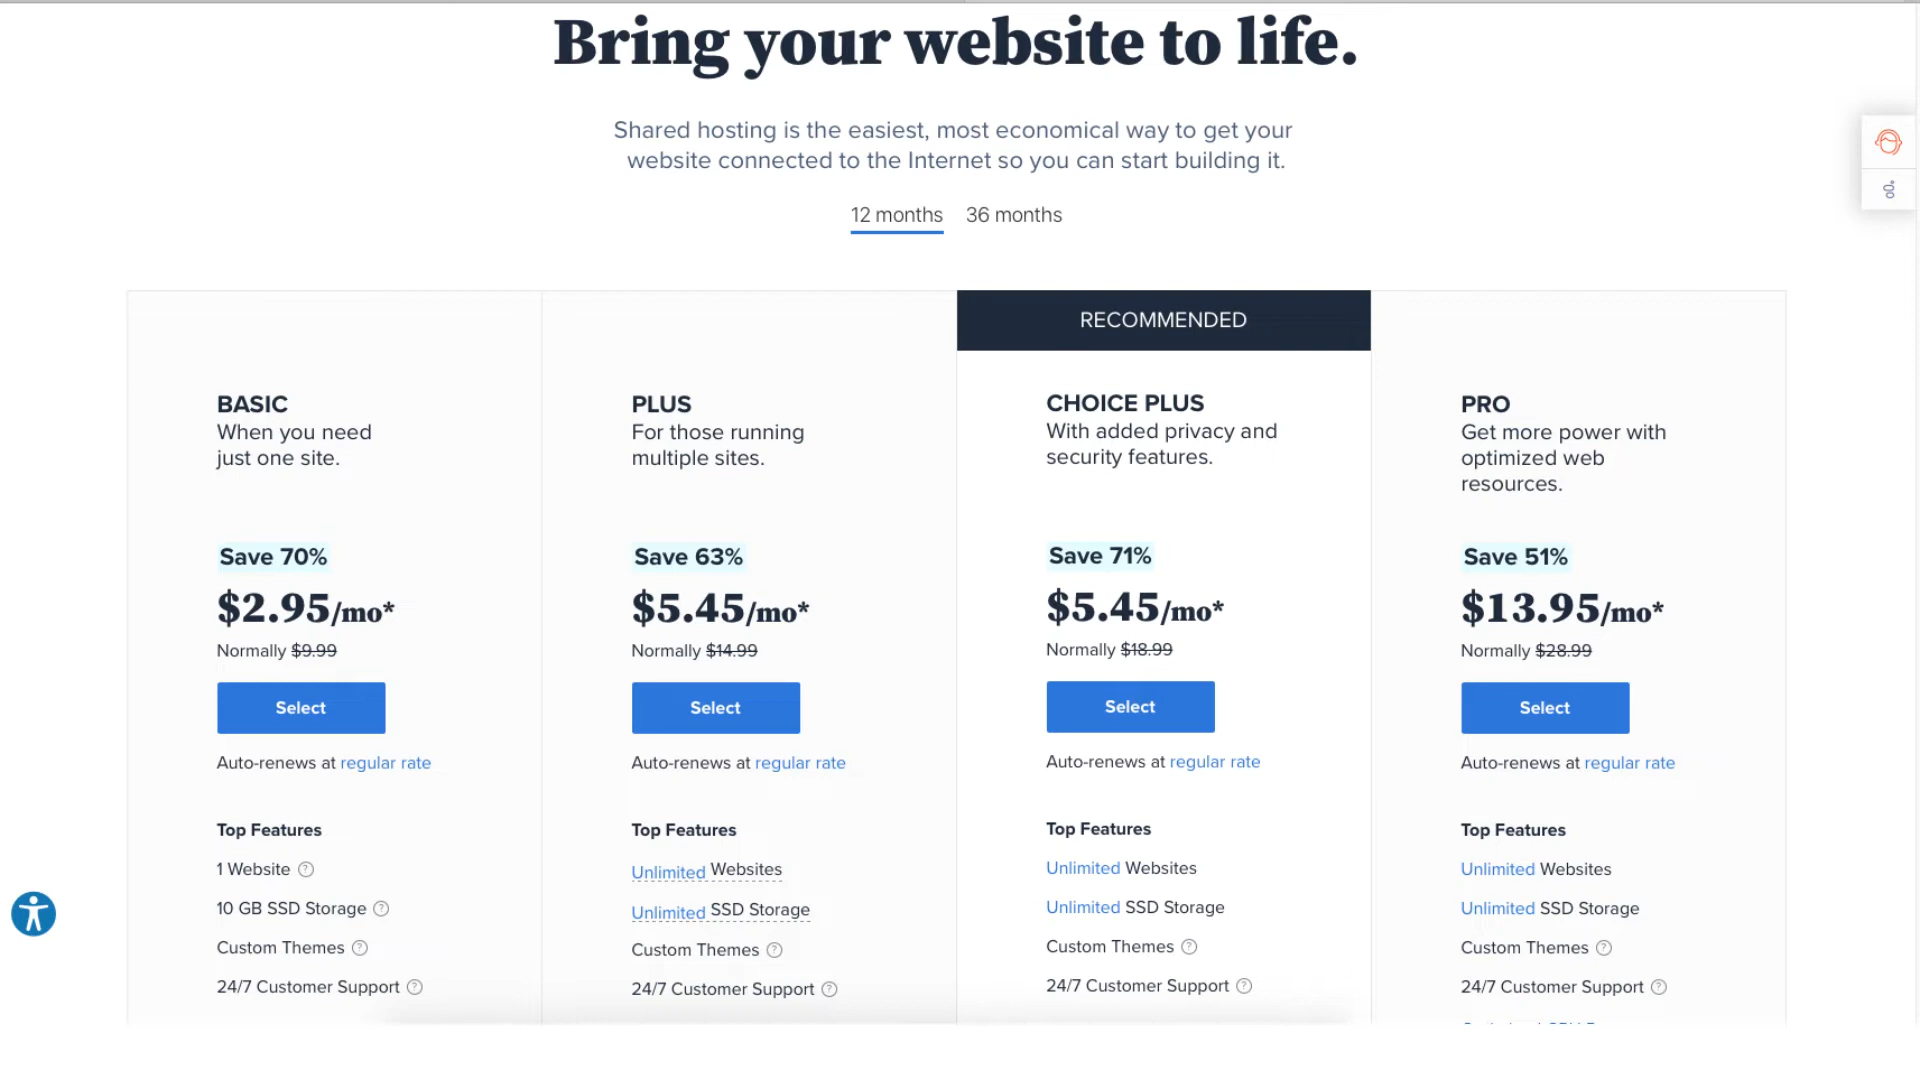 Bring your website to life.
Shared hosting is the easiest, most economical way to get your
website connected to the Internet so you can start building it.
12 months 36 months
RECOMMENDED
BASIC
When you need
just one site.
Save 70%
$2.95/mo*
Normally $9.99
Select
Auto-renews at regular rate
Top Features
1 Website
10 GB SSD Storage
Custom Themes
24/7 Customer Support
PLUS
For those running
multiple sites.
Save 63%
$5.45/mo*
Normally $14.99
Select
Auto-renews at regular rate
Top Features
Unlimited Websites
Unlimited SSD Storage
Custom Themes
24/7 Customer Support
CHOICE PLUS
With added privacy and
security features.
Save 71%
$5.45/mo*
Normally $18.99
Select
Auto-renews at regular rate
Top Features
Unlimited Websites
Unlimited SSD Storage
Custom Themes
24/7 Customer Support
PRO
Get more power with
optimized web
resources.
Save 51%
$13.95/mo*
Normally $28.99
Select
Auto-renews at regular rate
Top Features
Unlimited Websites
Unlimited SSD Storage
Custom Themes
24/7 Customer Support